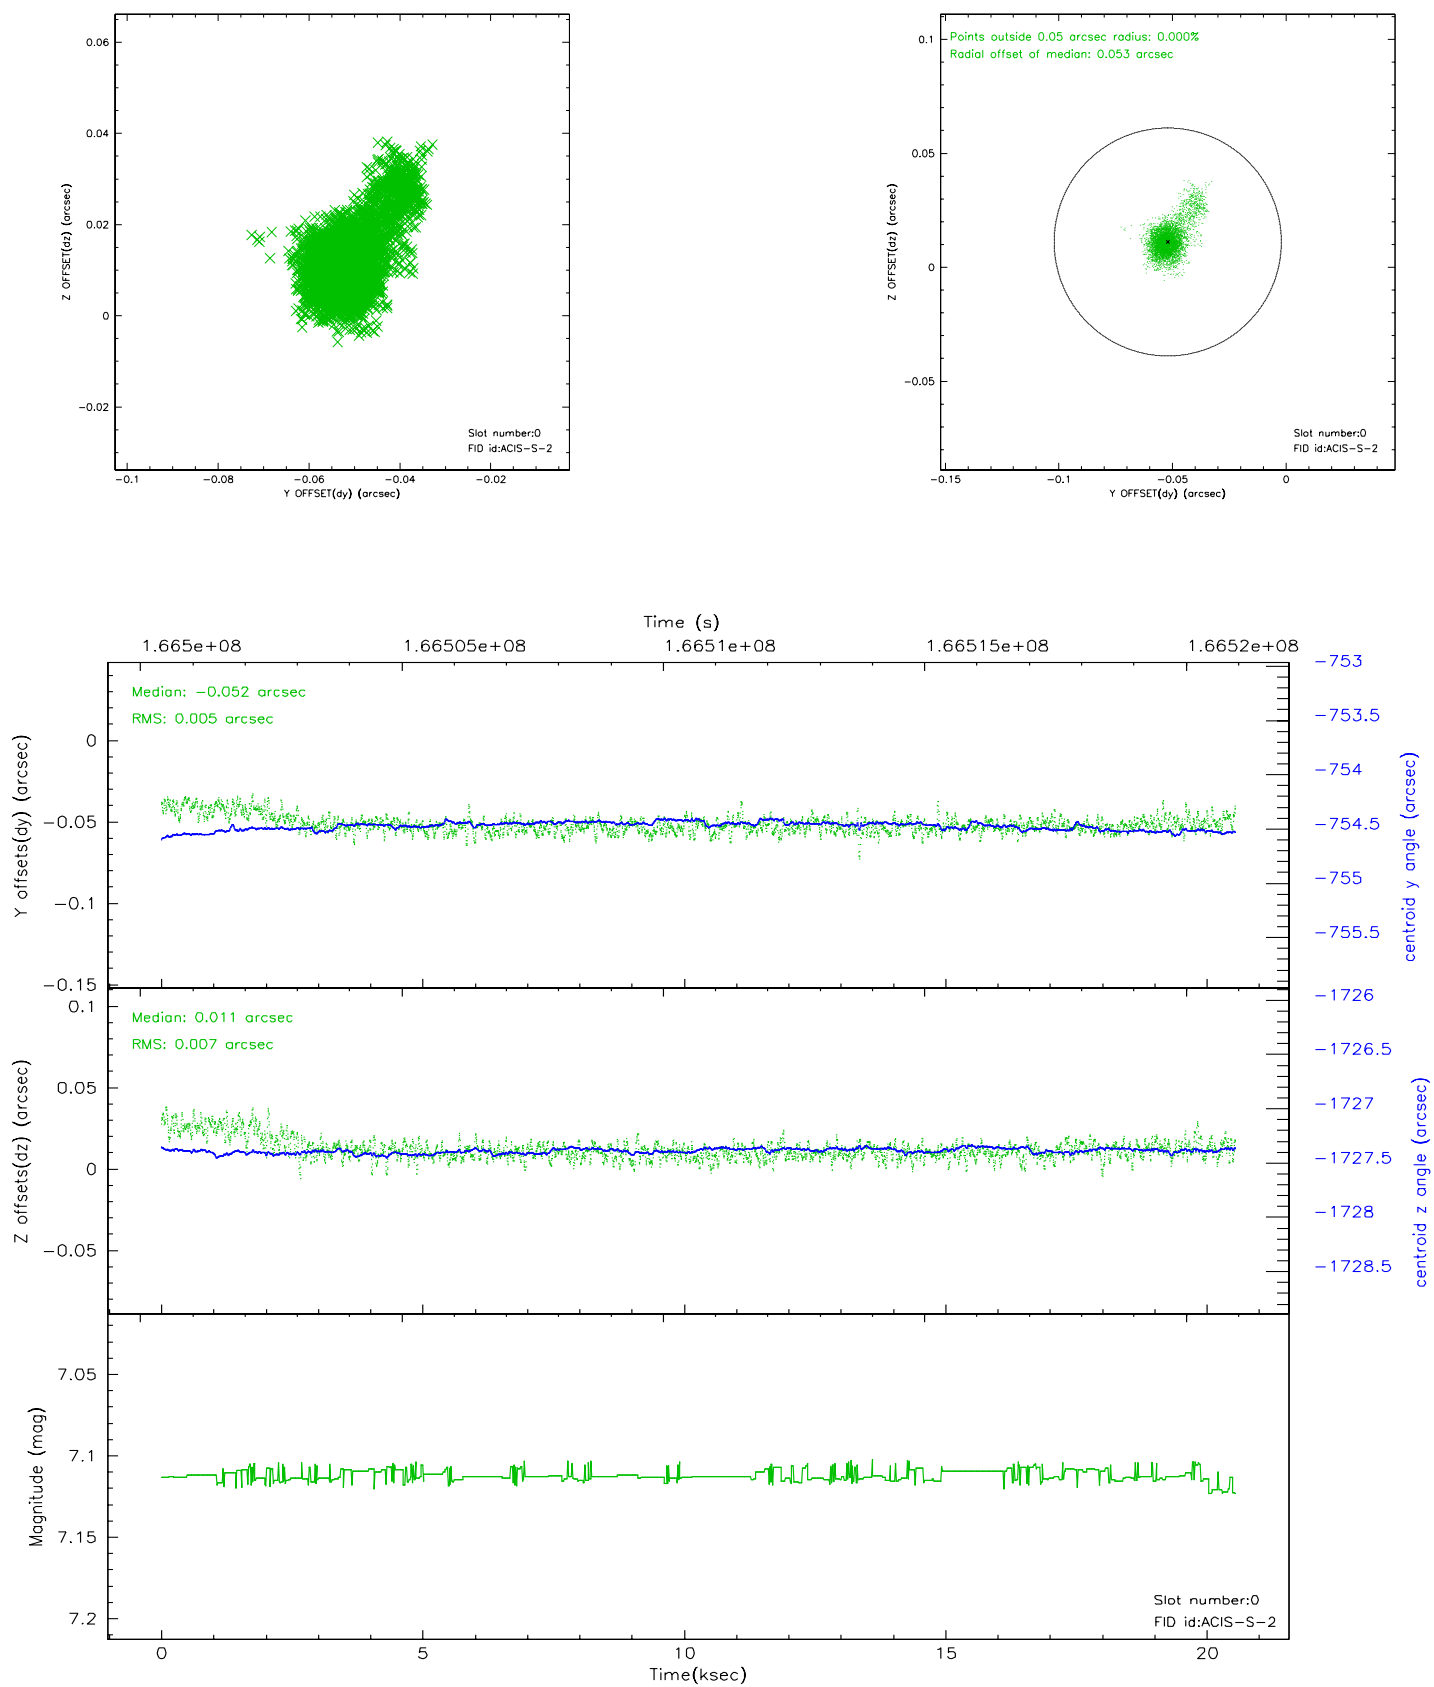 0.06
0.04
0.02
0
-0.02
Z OFFSET(dz) (arcsec)
Slot number:0
FID id:ACIS-S-2
-0.1
-0.08
-0.06
-0.04
-0.02
Y OFFSET(dy) (arcsec)
Points outside 0.05 arcsec radius: 0.000%
Radial offset of median: 0.053 arcsec
0.1
0.05
0
-0.05
Z OFFSET(dz) (arcsec)
Slot number:0
FID id:ACIS-S-2
-0.15
-0.1
-0.05
0
Y OFFSET(dy) (arcsec)
Time (s)
1.665e+08
1.66505e+08
1.6651e+08
1.66515e+08
1.6652e+08
Median: -0.052 arcsec
RMS: 0.005 arcsec
0
-0.05
-0.1
-0.15
Y offsets(dy) (arcsec)
-753
-753.5
-754
-754.5
-755
-755.5
centroid y angle (arcsec)
Median: 0.011 arcsec
RMS: 0.007 arcsec
0.1
0.05
0
-0.05
Z offsets(dz) (arcsec)
-1726
-1726.5
-1727
-1727.5
-1728
-1728.5
centroid z angle (arcsec)
7.05
7.1
7.15
7.2
Magnitude (mag)
Slot number:0
FID id:ACIS-S-2
0
5
10
15
20
Time(ksec)